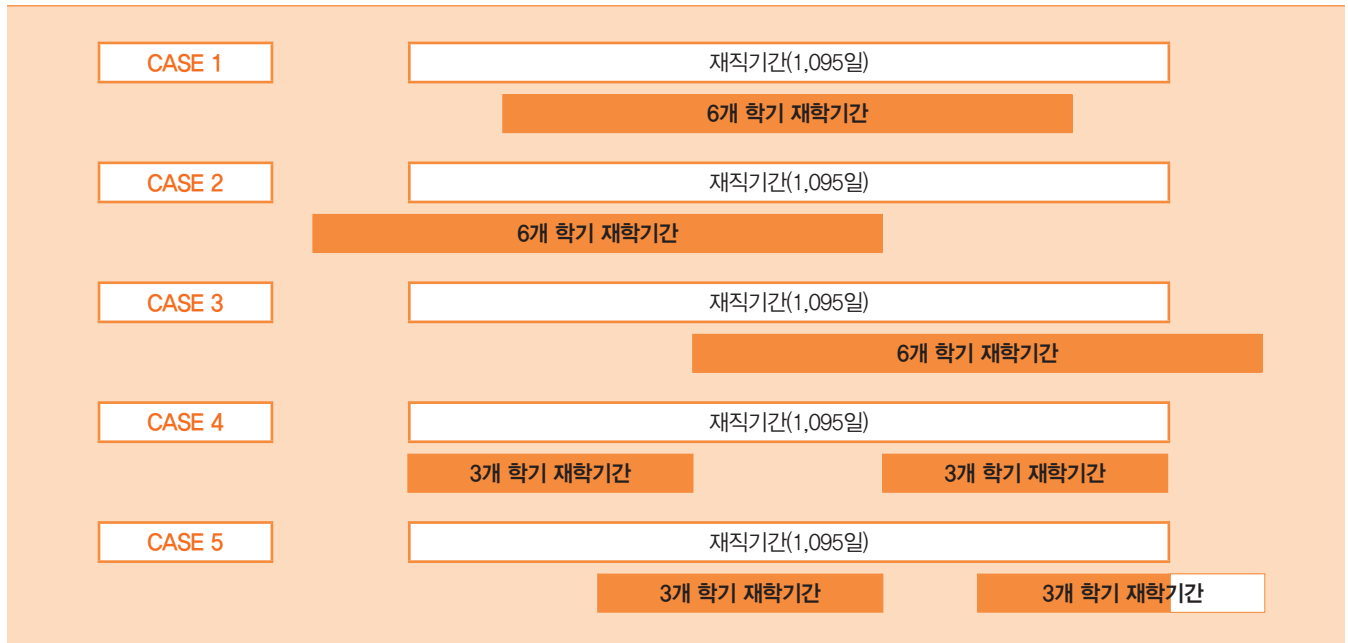 CASE 1
재직기간(1,095일)
6개 학기 재학기간
CASE 2
재직기간(1,095일)
6개 학기 재학기간
CASE 3
재직기간(1,095일)
6개 학기 재학기간
CASE 4
재직기간(1,095일)
3개 학기 재학기간
3개 학기 재학기간
CASE 5
재직기간(1,095일)
3개 학기 재학기간
3개 학기 재학기간